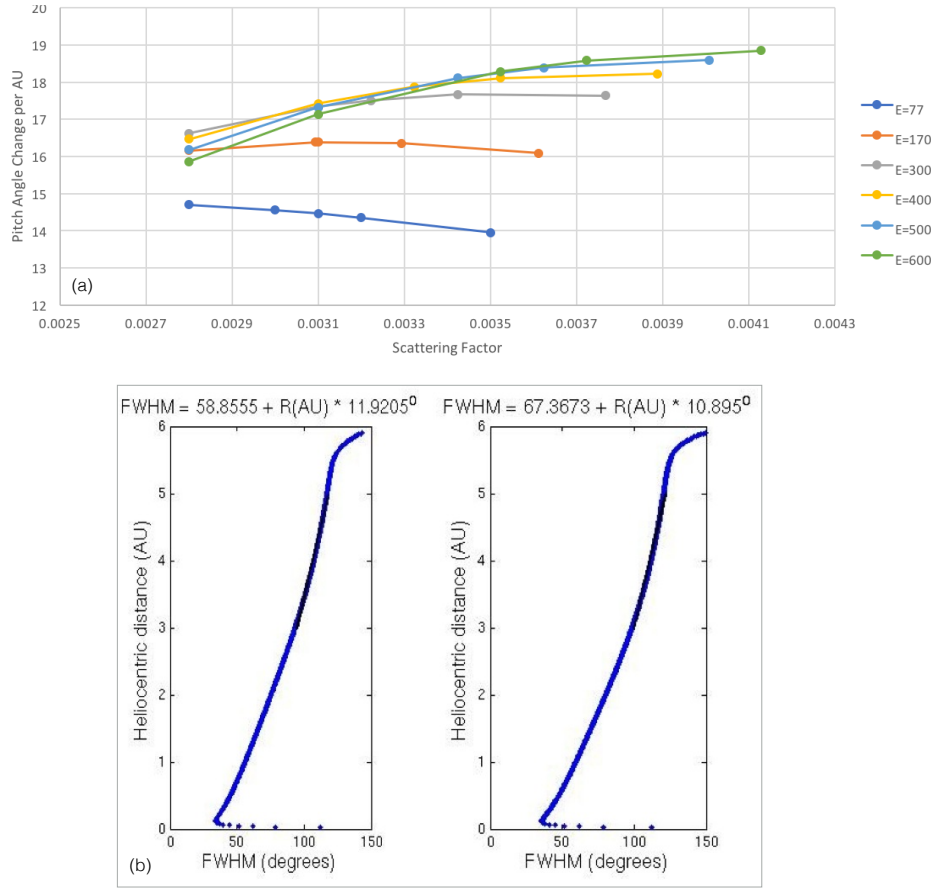 20
19
18
17
16
15
14
13
12
Pitch Angle Change per AU
(a)
0.0025 0.0027 0.0029 0.0031 0.0033 0.0035 0.0037 0.0039 0.0041 0.0043
Scattering Factor
E=77
E=170
E=300
E=400
E=500
E=600
FWHM = 58.8555 + R(AU) * 11.9205⁰
6
5
4
3
2
1
0
Heliocentric distance (AU)
0 50 100 150
FWHM (degrees)
(b)
FWHM = 67.3673 + R(AU) * 10.895⁰
6
5
4
3
2
1
0
Heliocentric distance (AU)
0 50 100 150
FWHM (degrees)